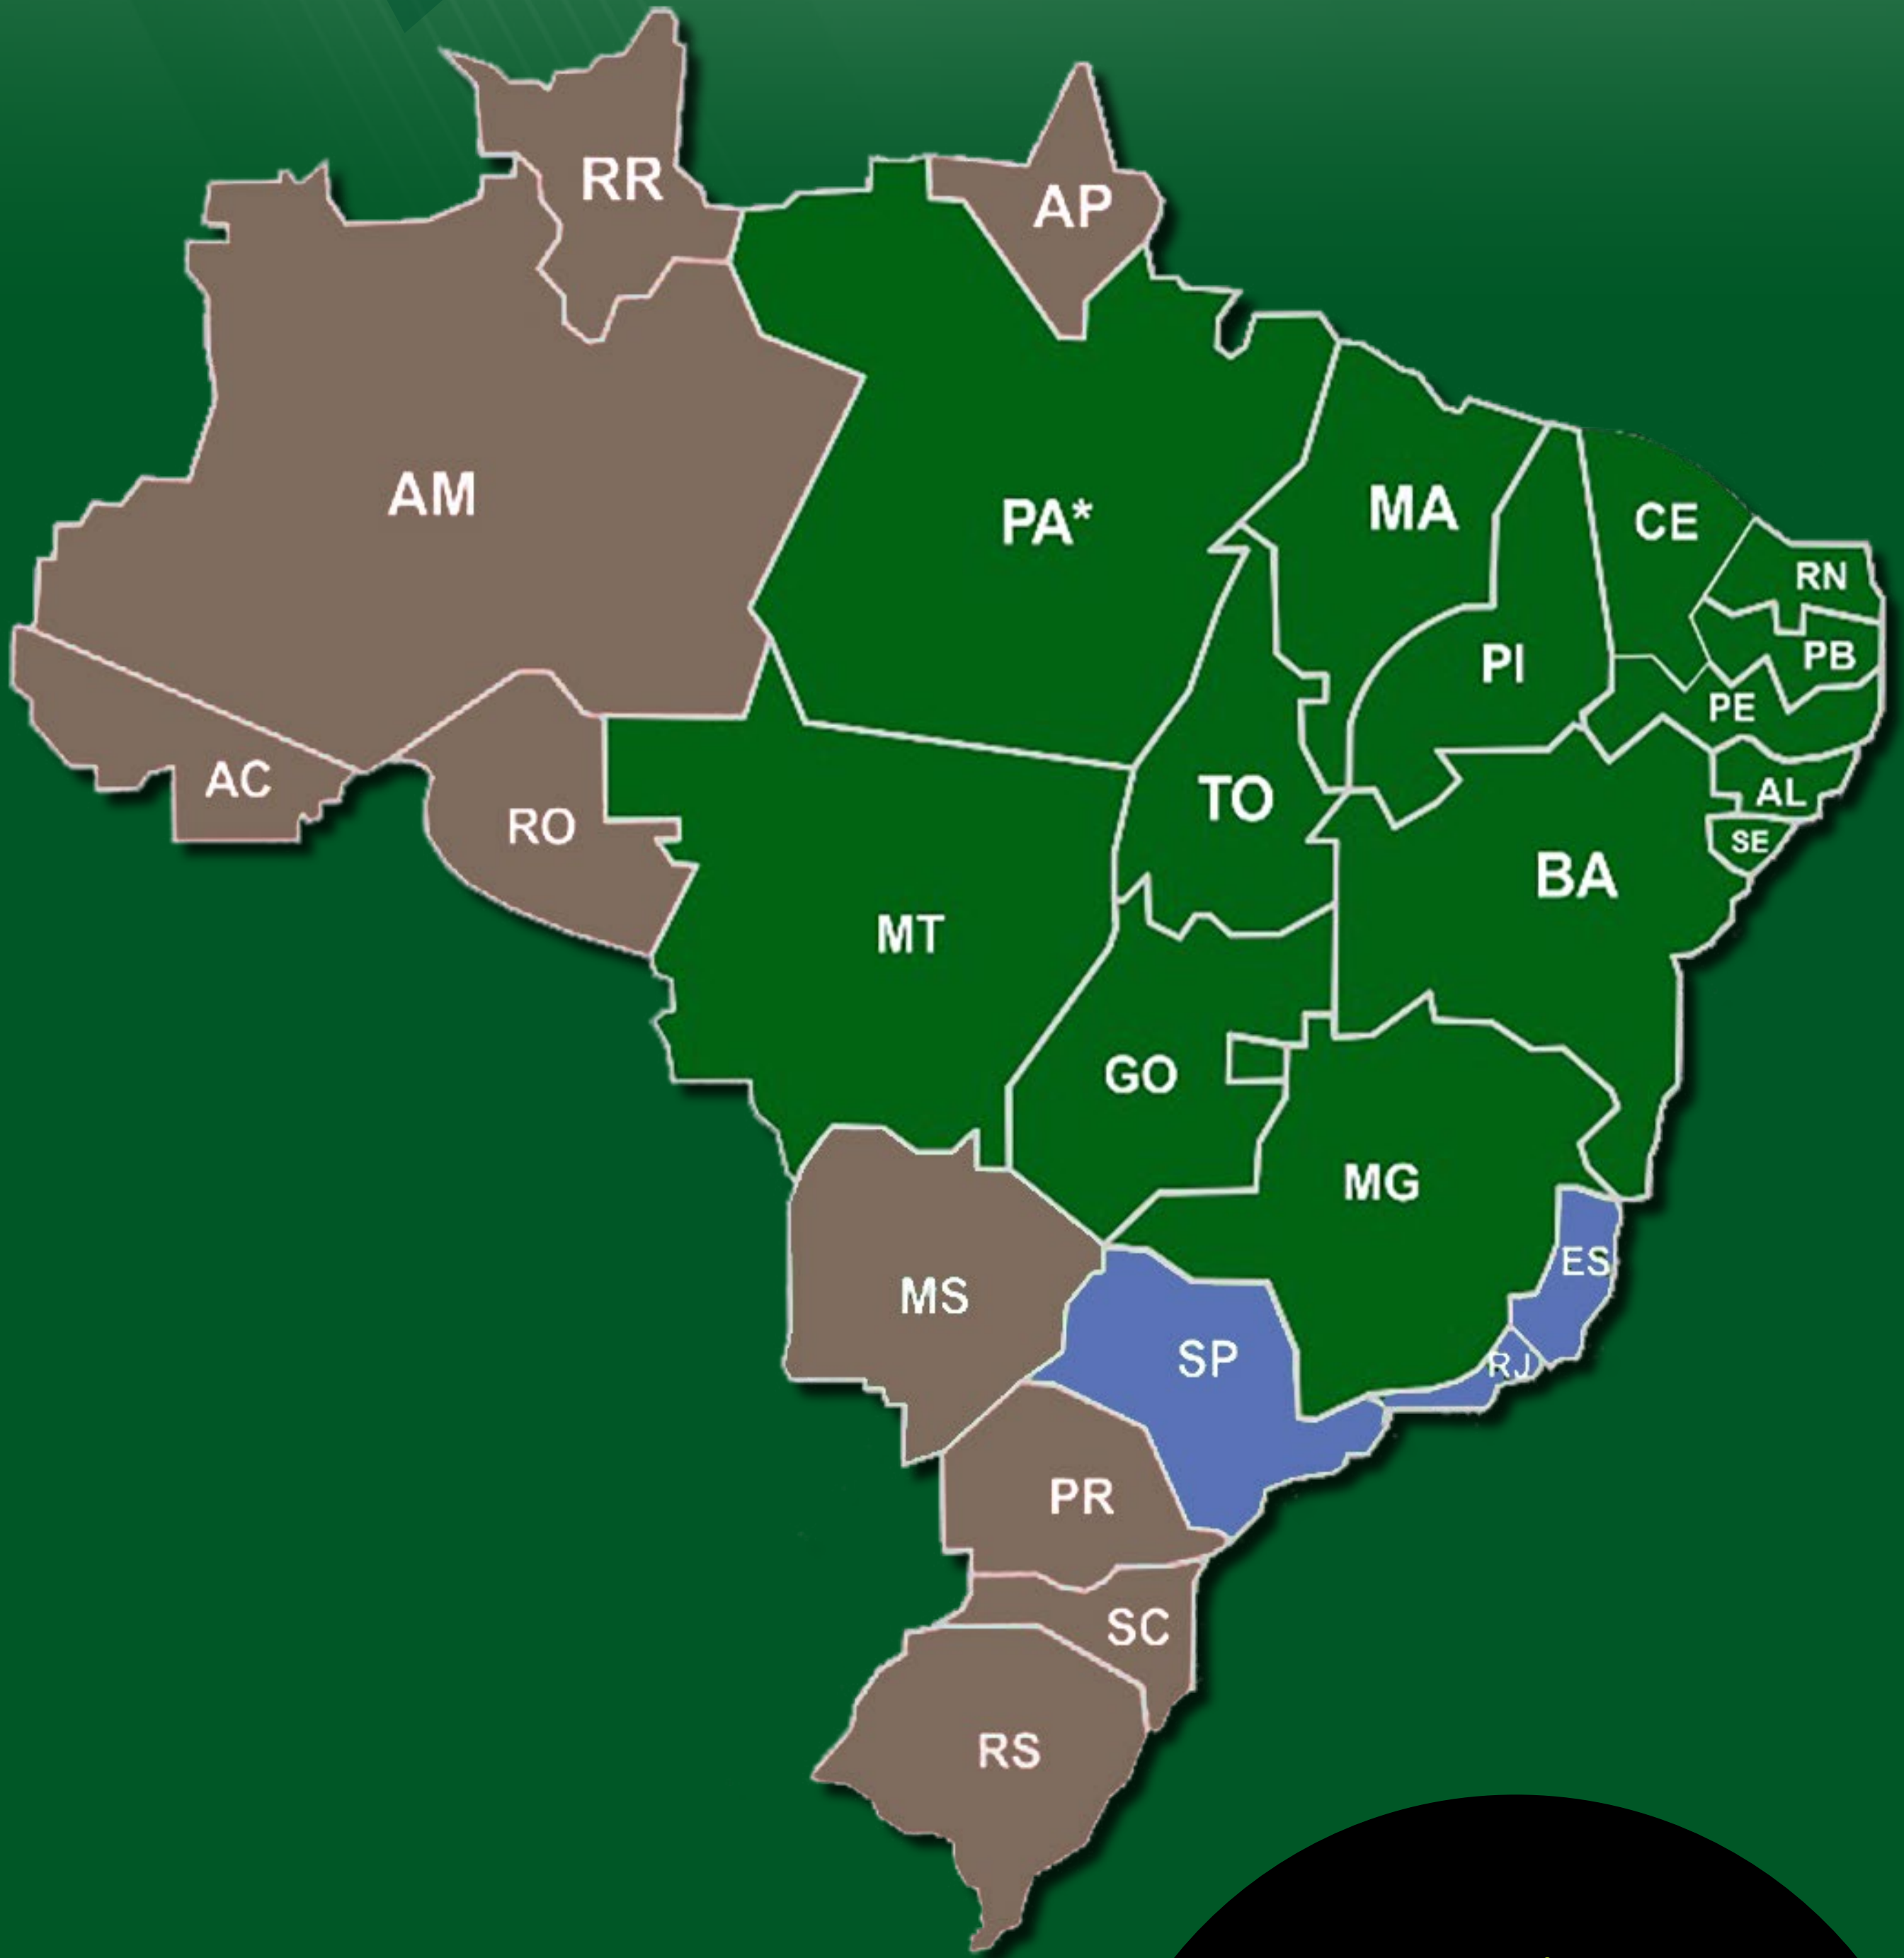 RR
AP
AM
PA*
MA
CE
RN
PI
PB
PE
AC
RO
TO
AL
SE
BA
MT
GO
MG
ES
MS
SP
RJ
PR
SC
RS